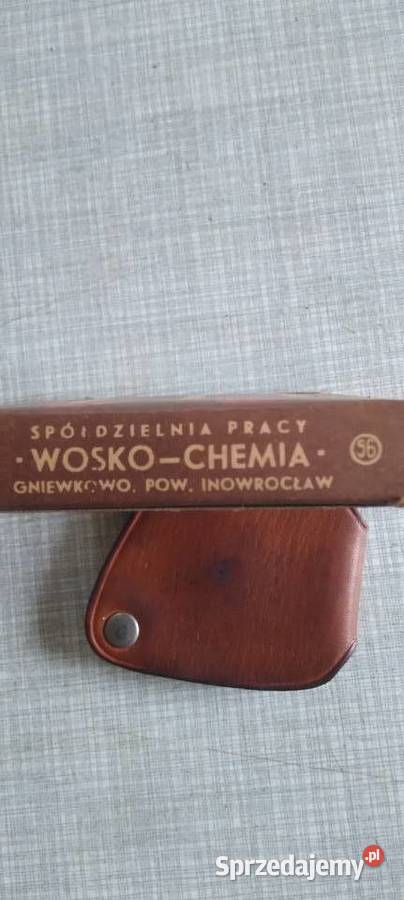 SPÓŁDZIELNIA PRACY
· WOSKO–CHEMIA · 56
GNIEWKOWO. POW. INOWROCŁAW
Sprzedajemy.pl